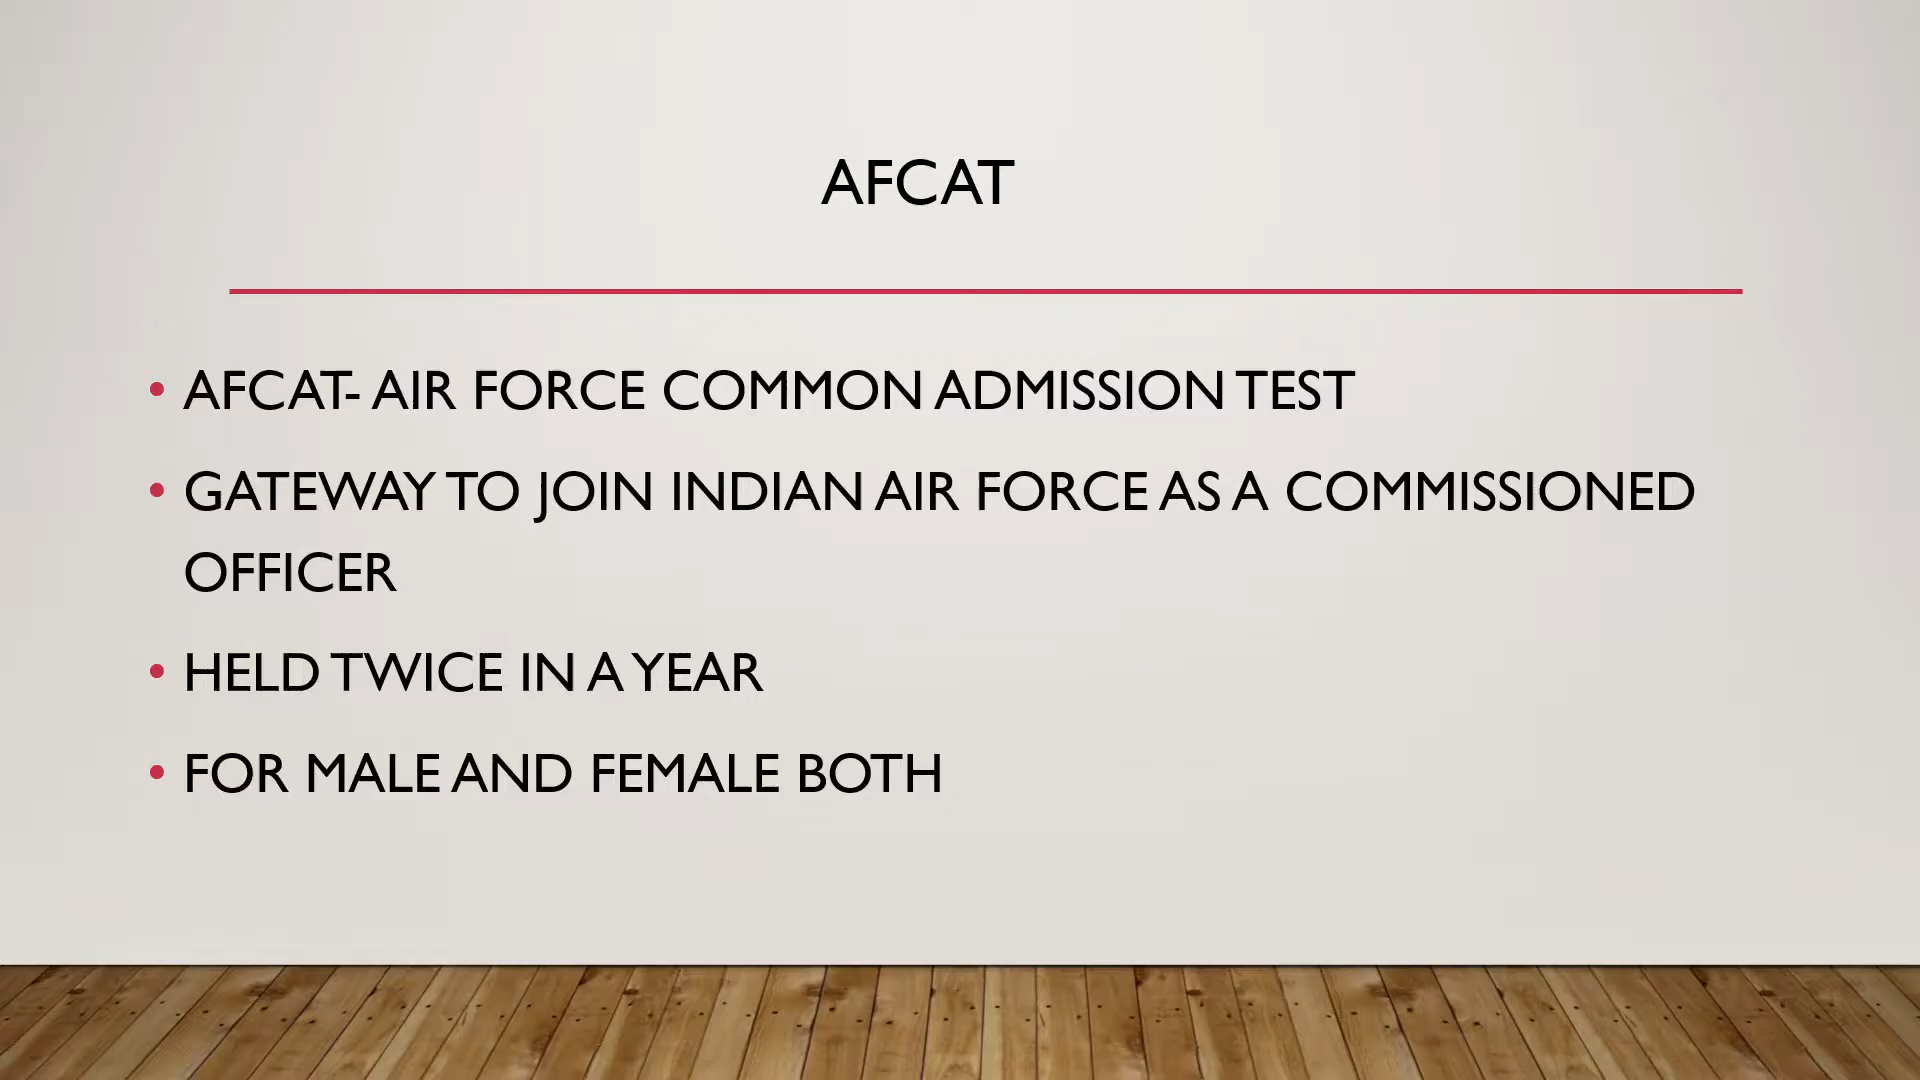 AFCAT
• AFCAT- AIR FORCE COMMON ADMISSION TEST
• GATEWAY TO JOIN INDIAN AIR FORCE AS A COMMISSIONED
OFFICER
• HELD TWICE IN A YEAR
• FOR MALE AND FEMALE BOTH